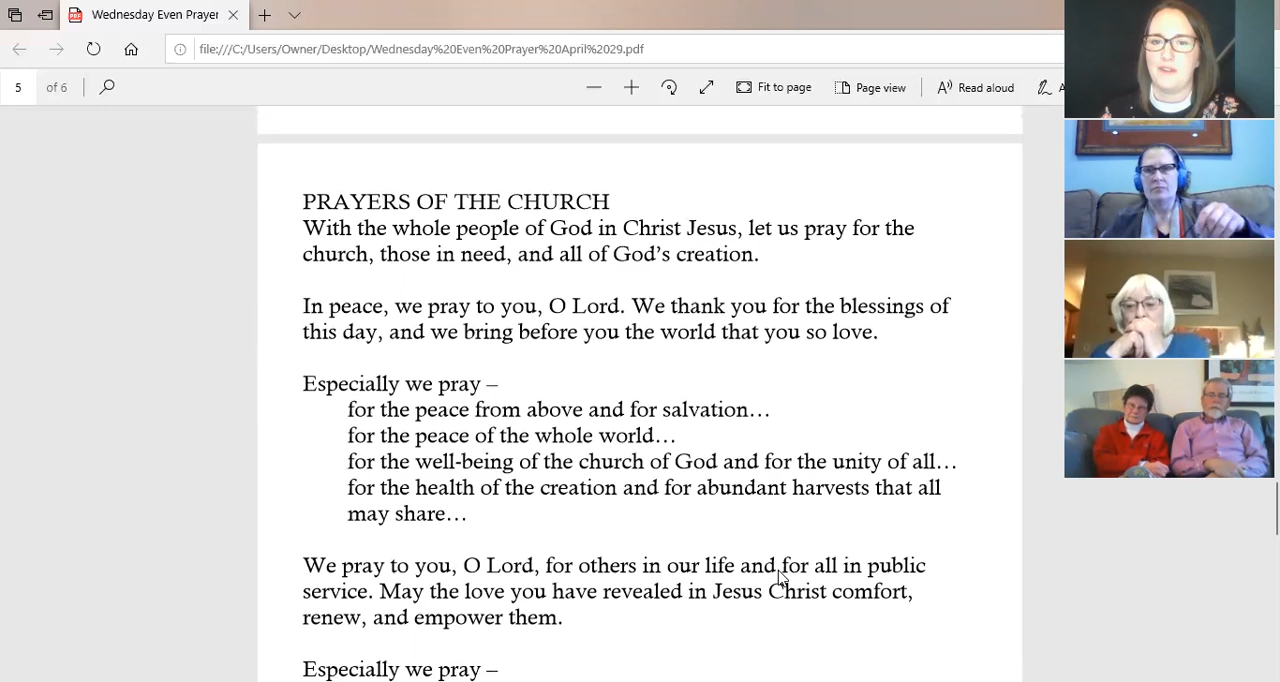 Wednesday Even Prayer
file:///C:/Users/Owner/Desktop/Wednesday%20Even%20Prayer%20April%2029.pdf
5 of 6
Fit to page
Page view
Read aloud
PRAYERS OF THE CHURCH
With the whole people of God in Christ Jesus, let us pray for the
church, those in need, and all of God’s creation.
In peace, we pray to you, O Lord. We thank you for the blessings of
this day, and we bring before you the world that you so love.
Especially we pray –
for the peace from above and for salvation…
for the peace of the whole world…
for the well-being of the church of God and for the unity of all…
for the health of the creation and for abundant harvests that all
may share…
We pray to you, O Lord, for others in our life and for all in public
service. May the love you have revealed in Jesus Christ comfort,
renew, and empower them.
Especially we pray –